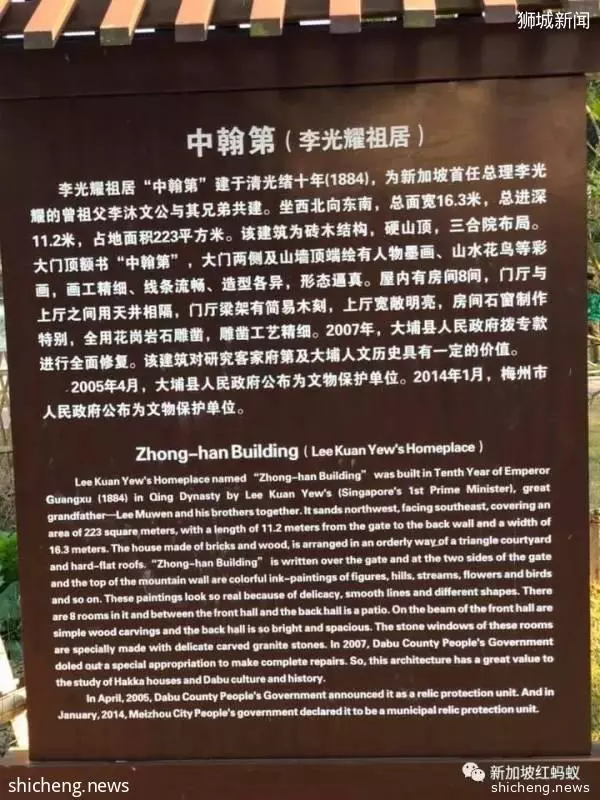 狮城新闻
中翰第（李光耀祖居）
李光耀祖居“中翰第”建于清光绪十年(1884)，为新加坡首任总理李光
耀的曾祖父李沐文公与其兄弟共建。坐西北向东南，总面宽16.3米，总进深
11.2米，占地面积223平方米。该建筑为砖木结构，硬山顶，三合院布局。
大门顶额书“中翰第”，大门两侧及山墙顶端绘有人物墨画、山水花鸟等彩
画，画工精细、线条流畅、造型各异，形态逼真。屋内有房间8间，门厅与
上厅之间用天井相隔，门厅梁架有简易木刻，上厅宽敞明亮，房间石窗制作
特别，全用花岗岩石雕凿，雕凿工艺精细。2007年，大埔县人民政府拨专款
进行全面修复。该建筑对研究客家府第及大埔人文历史具有一定的价值。
2005年4月，大埔县人民政府公布为文物保护单位。2014年1月，梅州市
人民政府公布为文物保护单位。
Zhong-han Building ( Lee Kuan Yew's Homeplace )
Lee Kuan Yew's Homeplace named “Zhong-han Building” was built in Tenth Year of Emperor
Guangxu (1884) in Qing Dynasty by Lee Kuan Yew's (Singapore's 1st Prime Minister), great
grandfather—Lee Muwen and his brothers together. It sands northwest, facing southeast, covering an
area of 223 square meters, with a length of 11.2 meters from the gate to the back wall and a width of
16.3 meters. The house made of bricks and wood, is arranged in an orderly way of a triangle courtyard
and hard-flat roofs. “Zhong-han Building” is written over the gate and at the two sides of the gate
and the top of the mountain wall are colorful ink-paintings of figures, hills, streams, flowers and birds
and so on. These paintings look so real because of delicacy, smooth lines and different shapes. There
are 8 rooms in it and between the front hall and the back hall is a patio. On the beam of the front hall are
simple wood carvings and the back hall is so bright and spacious. The stone windows of these rooms
are specially made with delicate carved granite stones. In 2007, Dabu County People's Government
doled out a special appropriation to make complete repairs. So, this architecture has a great value to
the study of Hakka houses and Dabu culture and history.
In April, 2005, Dabu County People's Government announced it as a relic protection unit. And in
January, 2014, Meizhou City People's government declared it to be a municipal relic protection unit.
新加坡红蚂蚁
shicheng.news
shicheng.news